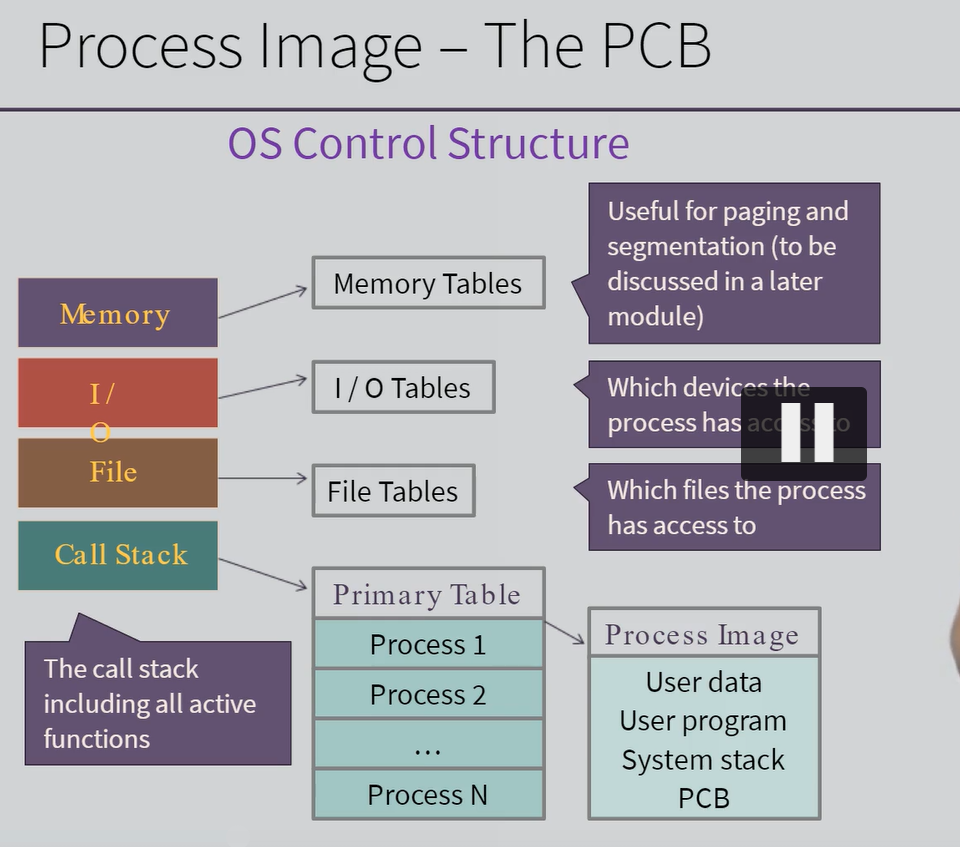 Process Image – The PCB
OS Control Structure
Useful for paging and
segmentation (to be
discussed in a later
module)
Memory
Memory Tables
I /
O
I / O Tables
Which devices the
process has access to
File
File Tables
Which files the process
has access to
Call Stack
The call stack
including all active
functions
Primary Table
Process 1
Process 2
...
Process N
Process Image
User data
User program
System stack
PCB